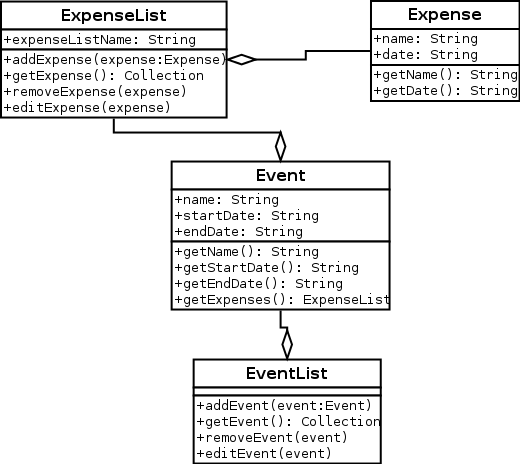 ExpenseList
+expenseListName: String
+addExpense(expense:Expense)
+getExpense(): Collection
+removeExpense(expense)
+editExpense(expense)
Expense
+name: String
+date: String
+getName(): String
+getDate(): String
Event
+name: String
+startDate: String
+endDate: String
+getName(): String
+getStartDate(): String
+getEndDate(): String
+getExpenses(): ExpenseList
EventList
+addEvent(event:Event)
+getEvent(): Collection
+removeEvent(event)
+editEvent(event)